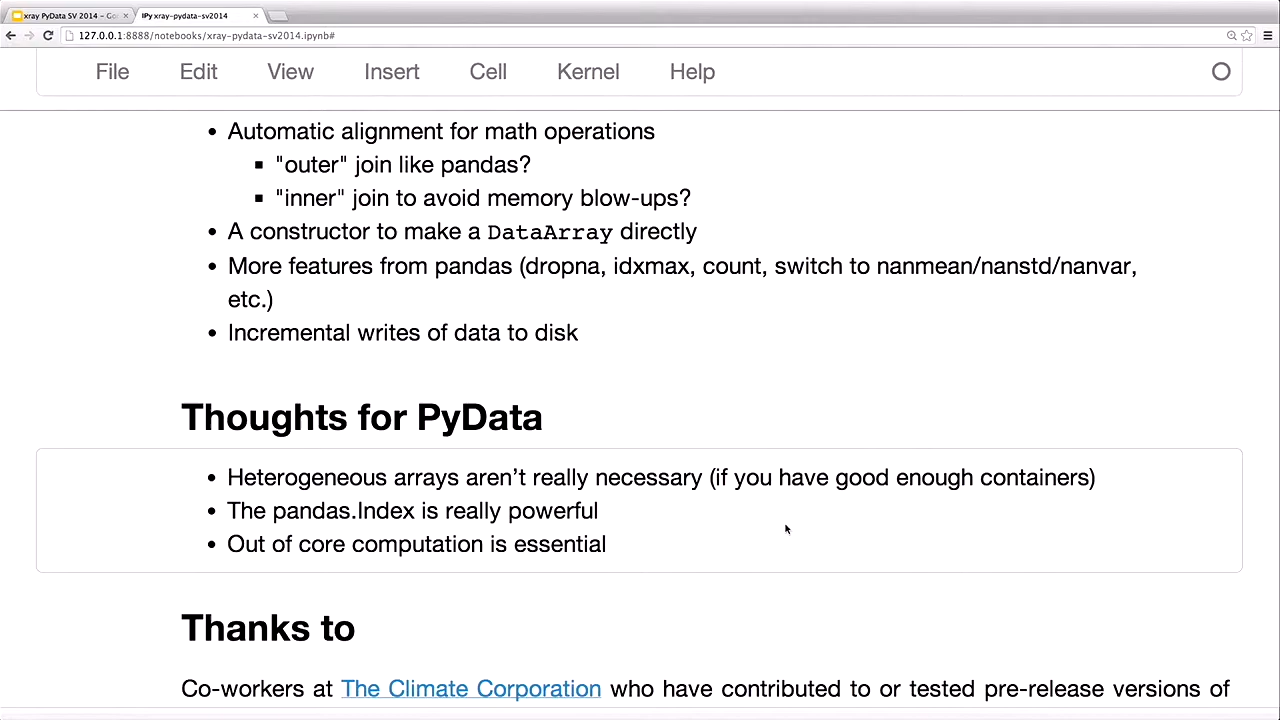 xray PyData SV 2014 – Go
IPy xray-pydata-sv2014
127.0.0.1:8888/notebooks/xray-pydata-sv2014.ipynb#
File Edit View Insert Cell Kernel Help
• Automatic alignment for math operations
▪ "outer" join like pandas?
▪ "inner" join to avoid memory blow-ups?
• A constructor to make a DataArray directly
• More features from pandas (dropna, idxmax, count, switch to nanmean/nanstd/nanvar,
etc.)
• Incremental writes of data to disk
Thoughts for PyData
• Heterogeneous arrays aren’t really necessary (if you have good enough containers)
• The pandas.Index is really powerful
• Out of core computation is essential
Thanks to
Co-workers at The Climate Corporation who have contributed to or tested pre-release versions of